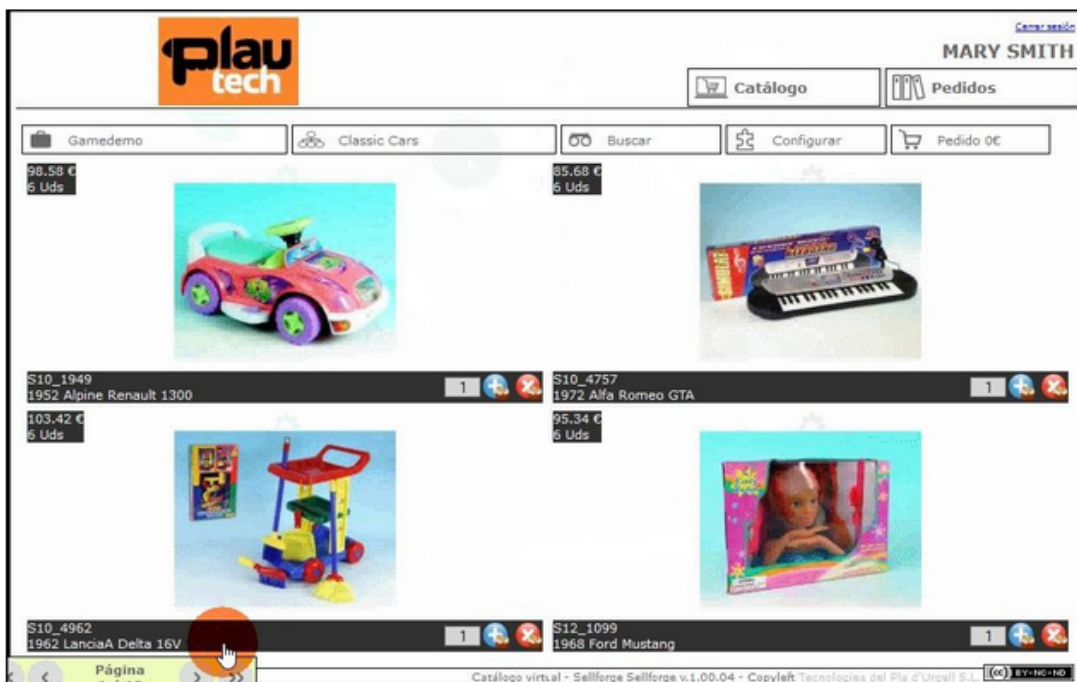 play
tech
Cerrar sesión
MARY SMITH
Catálogo
Pedidos
Gamedemo
Classic Cars
Buscar
Configurar
Pedido 0€
98.58 €
6 Uds
85.68 €
6 Uds
S10_1949
1952 Alpine Renault 1300
1
S10_4757
1972 Alfa Romeo GTA
1
103.42 €
6 Uds
95.34 €
6 Uds
S10_4962
1962 LanciaA Delta 16V
1
S12_1099
1968 Ford Mustang
1
Página
Catálogo virtual - Sellforge Sellforge v.1.00.04 - Copyleft Tecnologies del Pla d'Urgell S.L.
(cc) BY-NC-ND